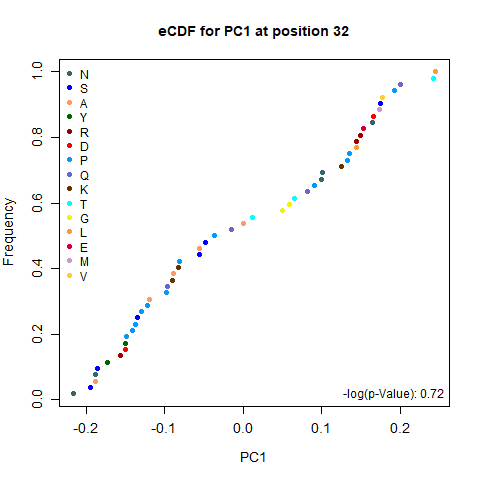 eCDF for PC1 at position 32
Frequency
1.0
0.8
0.6
0.4
0.2
0.0
N
S
A
Y
R
D
P
Q
K
T
G
L
E
M
V
-log(p-Value): 0.72
-0.2 -0.1 0.0 0.1 0.2
PC1